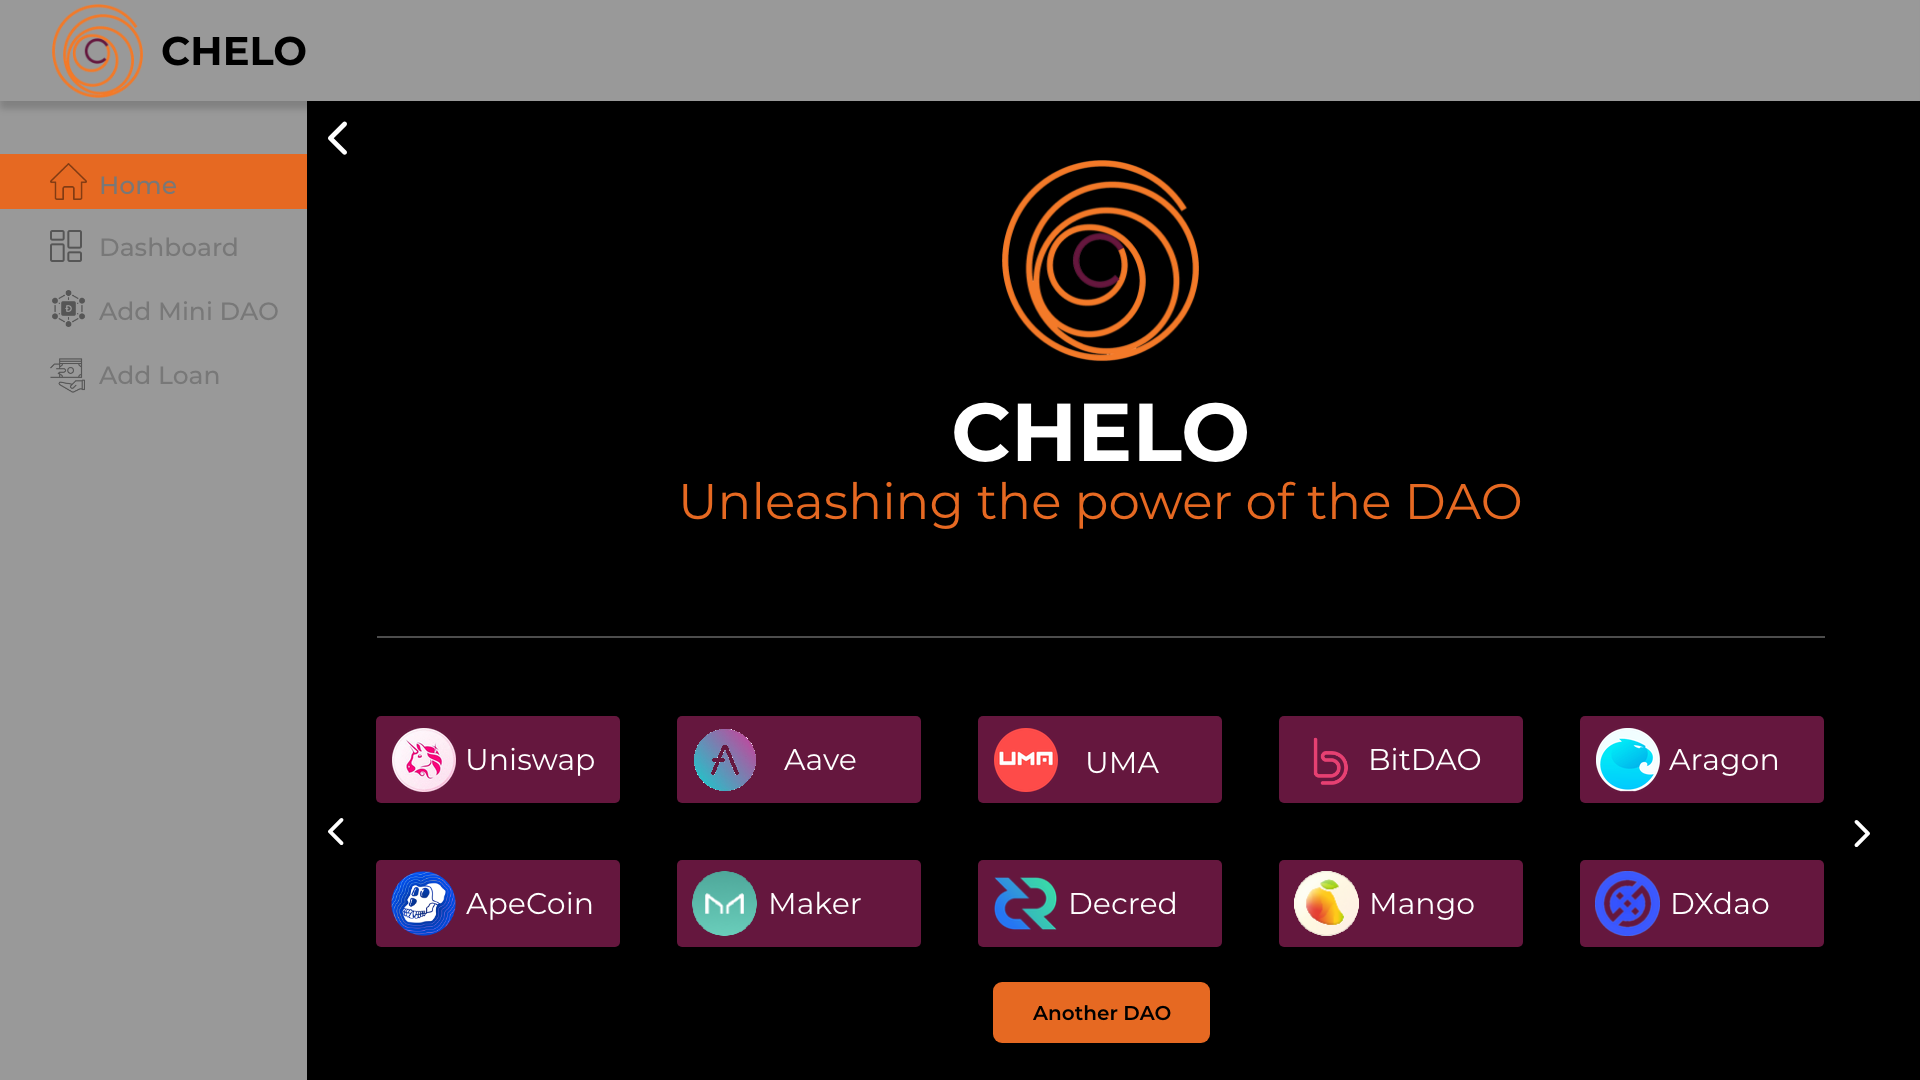 CHELO
Home
Dashboard
Add Mini DAO
Add Loan
CHELO
Unleashing the power of the DAO
Uniswap
Aave
UMA
UMA
BitDAO
Aragon
ApeCoin
Maker
Decred
Mango
DXdao
Another DAO